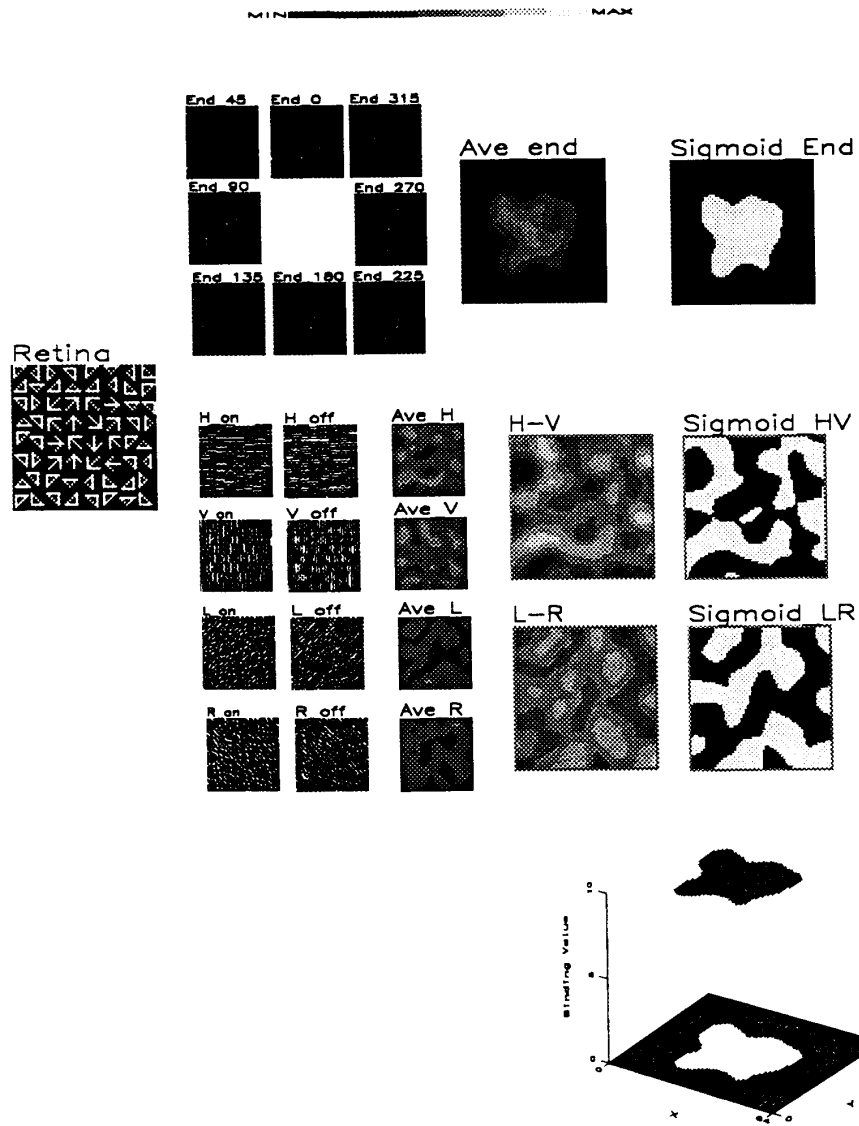 MIN MAX
End 45 End 0 End 315
End 90 End 270
End 135 End 180 End 225
Ave end Sigmoid End
Retina
H on H off Ave H H-V Sigmoid HV
V on V off Ave V
L on L off Ave L L-R Sigmoid LR
R on R off Ave R
Binding Value
10
5
0
0
X
64
0
Y